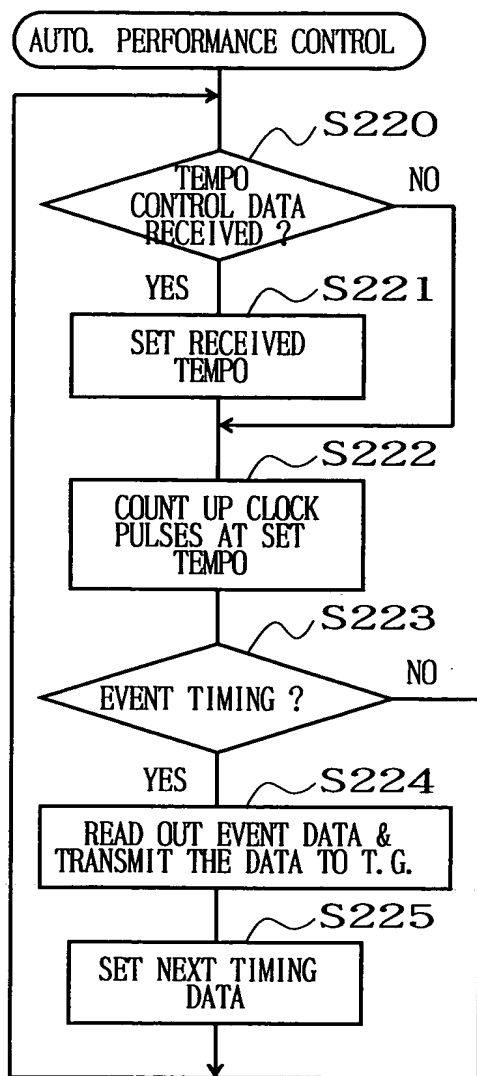 AUTO. PERFORMANCE CONTROL
S220
TEMPO
CONTROL DATA
RECEIVED ?
NO
YES
S221
SET RECEIVED
TEMPO
S222
COUNT UP CLOCK
PULSES AT SET
TEMPO
S223
EVENT TIMING ?
NO
YES
S224
READ OUT EVENT DATA &
TRANSMIT THE DATA TO T. G.
S225
SET NEXT TIMING
DATA